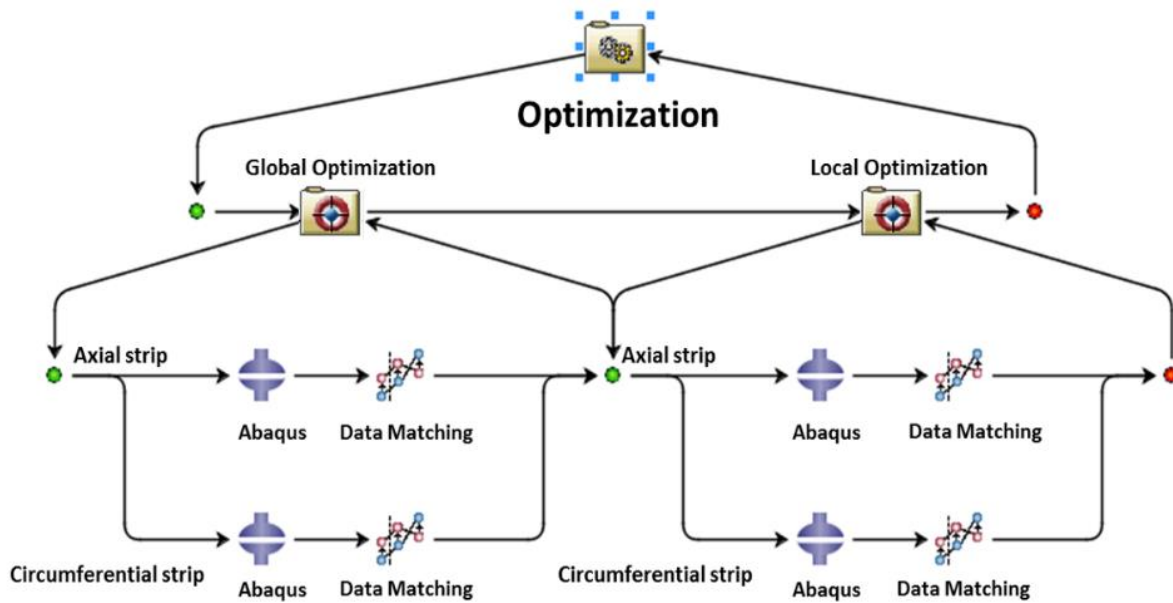 Optimization
Global Optimization
Local Optimization
Axial strip
Axial strip
Abaqus
Data Matching
Abaqus
Data Matching
Circumferential strip
Abaqus
Data Matching
Circumferential strip
Abaqus
Data Matching